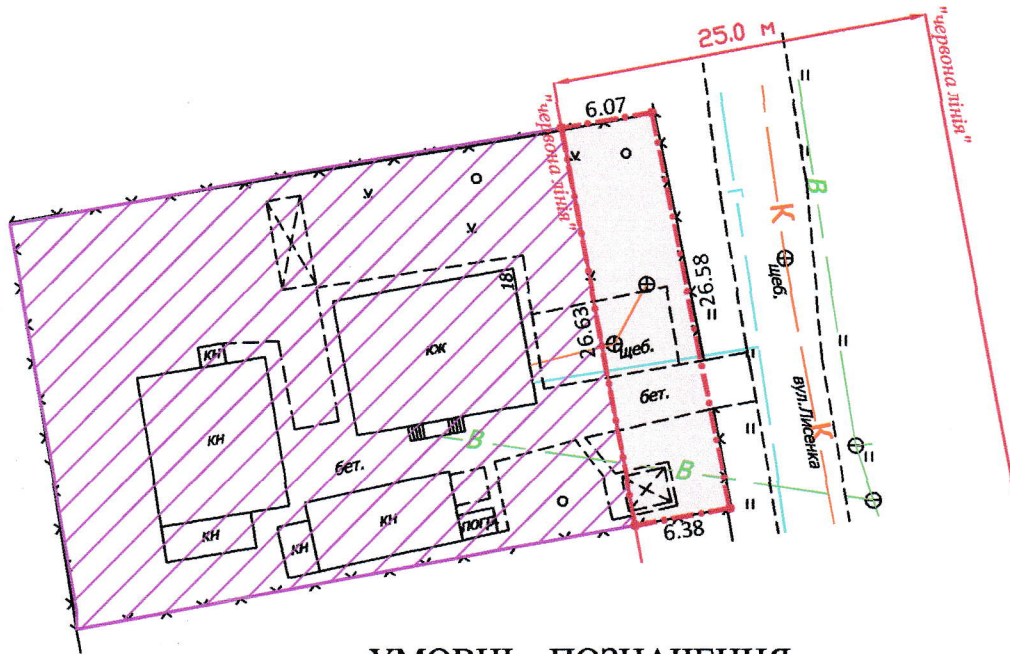 25.0 м
"червона лінія"
6.07
"червона лінія"
В
К
Г
щеб.
18
=26.58
26.63
кж
щеб.
кн
бет.
вул.Лисенка
К
кн
В
В
бет.
кн
погр
кн
кн
6.38
УМОВНІ ПОЗНАЧЕННЯ